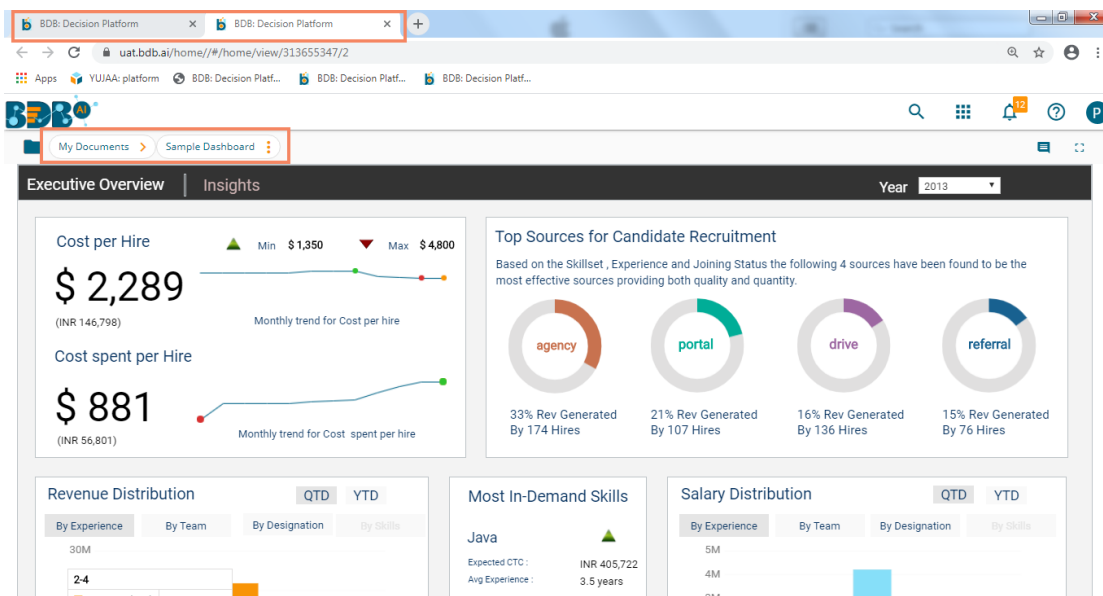 BDB: Decision Platform
BDB: Decision Platform
uat.bdb.ai/home//#/home/view/313655347/2
Apps YUJAA: platform BDB: Decision Platf... BDB: Decision Platf... BDB: Decision Platf...
BDB AI
12
P
My Documents > Sample Dashboard
Executive Overview | Insights Year 2013
Cost per Hire Min $ 1,350 Max $ 4,800
$ 2,289
(INR 146,798) Monthly trend for Cost per hire
Cost spent per Hire
$ 881
(INR 56,801) Monthly trend for Cost spent per hire
Top Sources for Candidate Recruitment
Based on the Skillset , Experience and Joining Status the following 4 sources have been found to be the
most effective sources providing both quality and quantity.
agency portal drive referral
33% Rev Generated 21% Rev Generated 16% Rev Generated 15% Rev Generated
By 174 Hires By 107 Hires By 136 Hires By 76 Hires
Revenue Distribution QTD YTD
By Experience By Team By Designation By Skills
30M
2-4
Most In-Demand Skills
Java
Expected CTC : INR 405,722
Avg Experience : 3.5 years
Salary Distribution QTD YTD
By Experience By Team By Designation By Skills
5M
4M